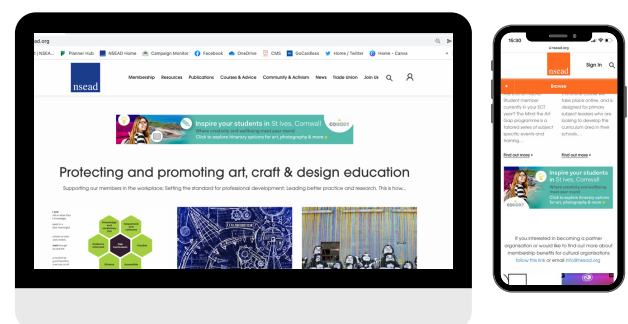 ead.org
Planner Hub NSEAD Home Campaign Monitor Facebook OneDrive CMS GoCardless Home / Twitter Home - Canva
nsead
Membership Resources Publications Courses & Advice Community & Activism News Trade Union Join Us
Inspire your students in St Ives, Cornwall
Where creativity and wellbeing meet year-round
Click to explore itinerary options for art, photography & more
Protecting and promoting art, craft & design education
Supporting our members in the workplace; Setting the standard for professional development; Leading better practice and research. This is how...
15:30
nsead.org
nsead
Sign In
Browse
Student member
currently in your ECT
year? The Mind the Art
Gap programme is a
tailored series of subject
specific events and
training....
Find out more
take place online, and is
designed for primary
subject leaders who are
looking to develop the
curriculum area in their
schools...
Find out more
Inspire your students
in St Ives, Cornwall
Where creativity and wellbeing
meet year-round
Click to explore itinerary options
for art, photography & more
If you interested in becoming a partner
organisation or would like to find out more about
membership benefits for cultural organisations
follow this link or email info@nsead.org